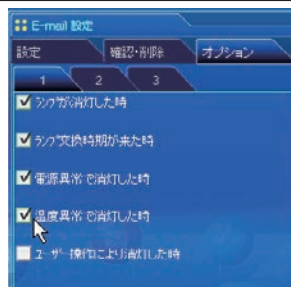 E-mail 設定
設定 確認・削除 オプション
1 2 3
ランプが消灯した時
ランプ交換時期が来た時
電源異常で消灯した時
温度異常で消灯した時
ユーザー操作により消灯した時